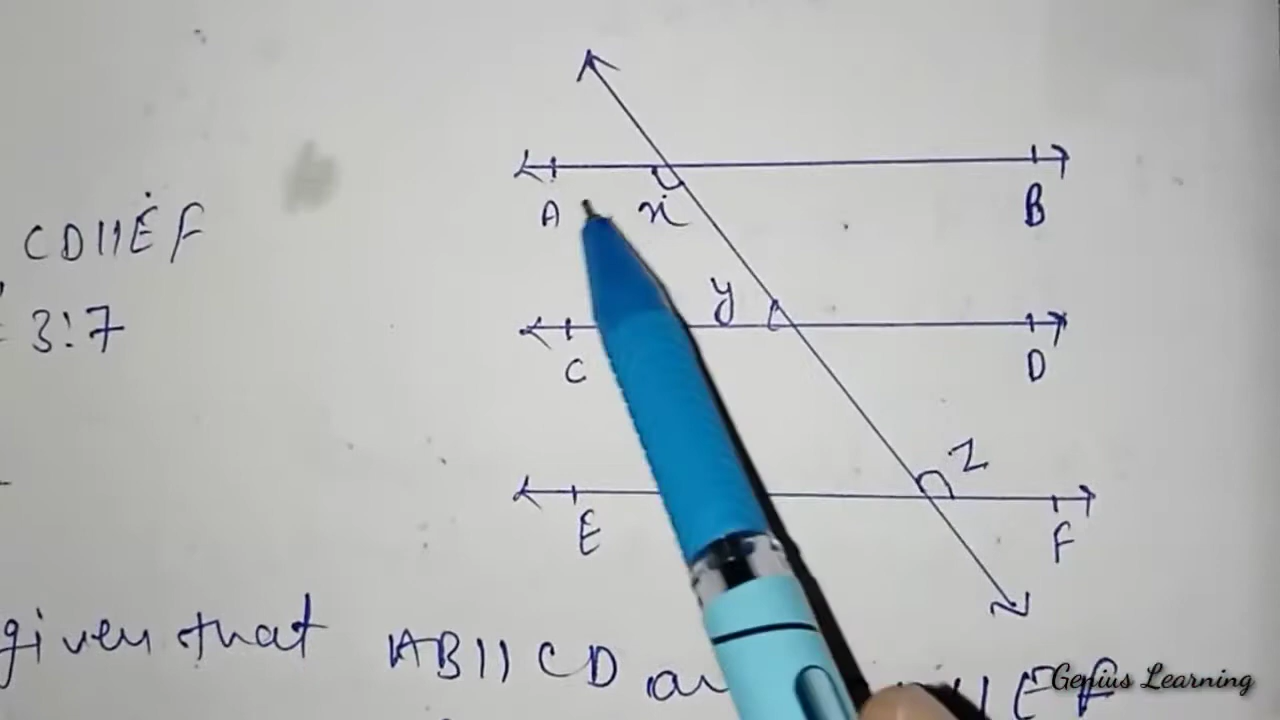 CD||EF
3:7
A x B
y
C D
z
E F
given that AB||CD
Genius Learning